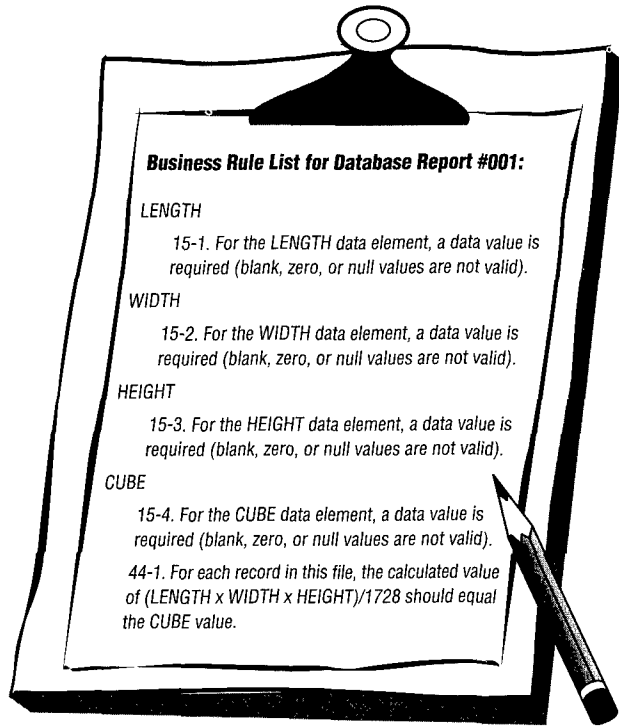 Business Rule List for Database Report #001:
LENGTH
15-1. For the LENGTH data element, a data value is
required (blank, zero, or null values are not valid).
WIDTH
15-2. For the WIDTH data element, a data value is
required (blank, zero, or null values are not valid).
HEIGHT
15-3. For the HEIGHT data element, a data value is
required (blank, zero, or null values are not valid).
CUBE
15-4. For the CUBE data element, a data value is
required (blank, zero, or null values are not valid).
44-1. For each record in this file, the calculated value
of (LENGTH x WIDTH x HEIGHT)/1728 should equal
the CUBE value.